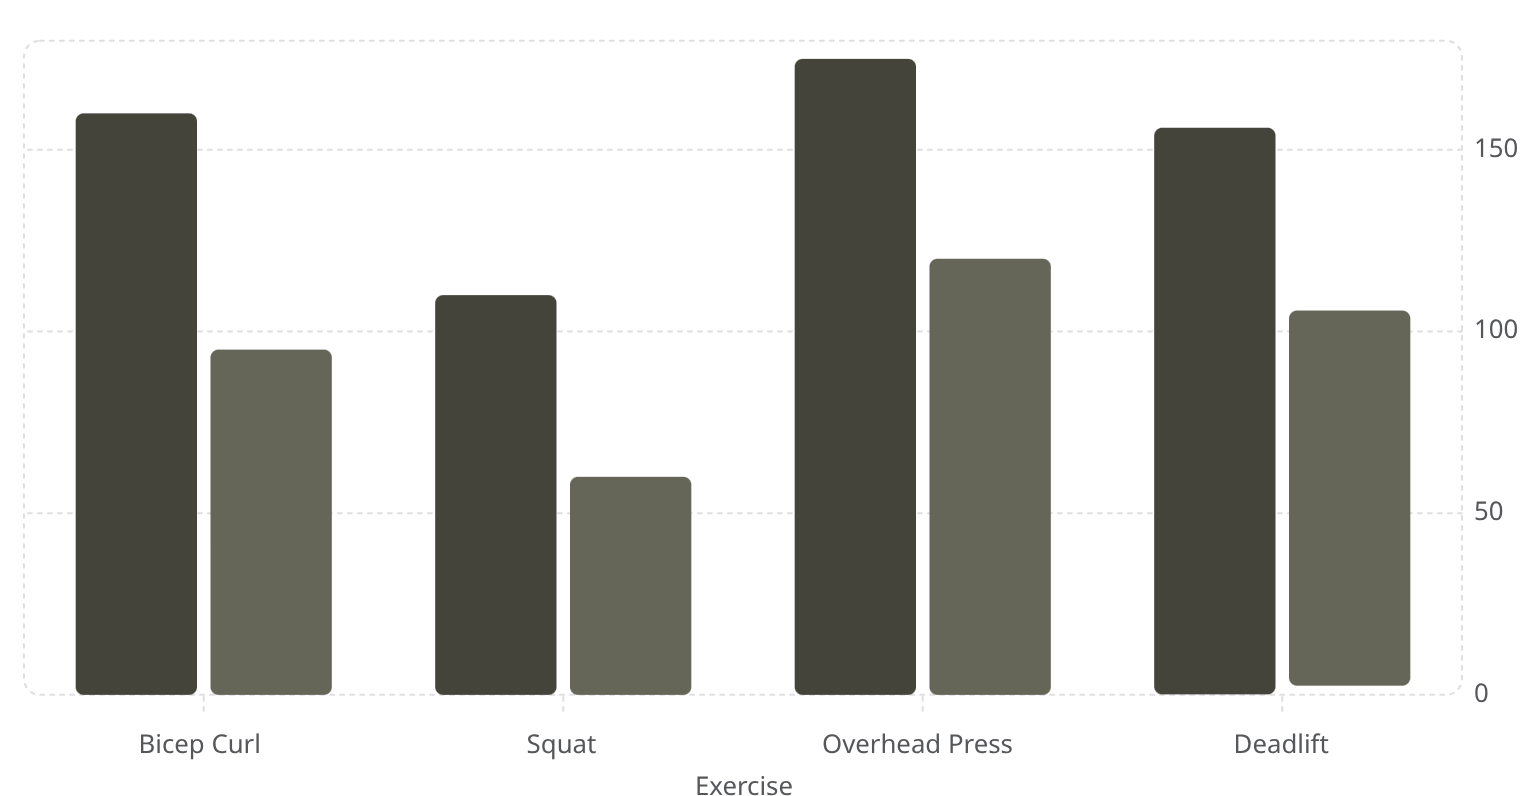 150
100
50
0
Bicep Curl
Squat
Overhead Press
Deadlift
Exercise